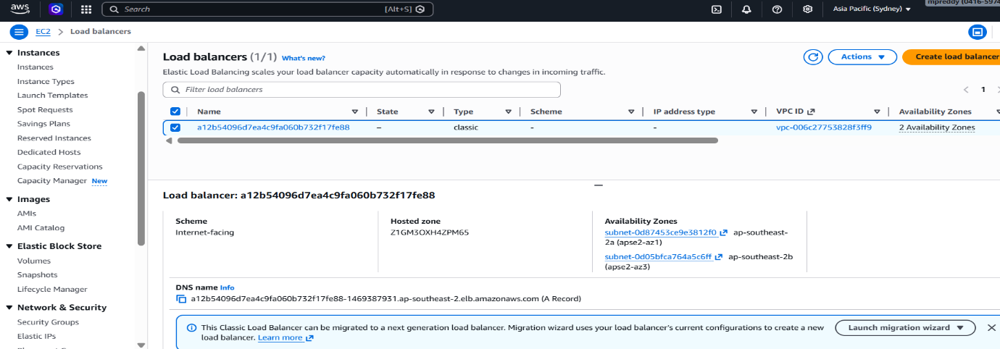 mpreddy (0416-5974
aws Search [Alt+S] Asia Pacific (Sydney)
EC2 Load balancers
Instances
Instances
Instance Types
Launch Templates
Spot Requests
Savings Plans
Reserved Instances
Dedicated Hosts
Capacity Reservations
Capacity Manager New
Images
AMIs
AMI Catalog
Elastic Block Store
Volumes
Snapshots
Lifecycle Manager
Network & Security
Security Groups
Elastic IPs
Load balancers (1/1) What's new?
Actions
Create load balancer
Elastic Load Balancing scales your load balancer capacity automatically in response to changes in incoming traffic.
Filter load balancers
1
Name State Type Scheme IP address type VPC ID Availability Zones
a12b54096d7ea4c9fa060b732f17fe88 – classic - - vpc-006c27753828f3ff9 2 Availability Zones
Load balancer: a12b54096d7ea4c9fa060b732f17fe88
Scheme
Internet-facing
Hosted zone
Z1GM3OXH4ZPM65
Availability Zones
subnet-0d87453ce9e3812f0 ap-southeast-
2a (apse2-az1)
subnet-0d05bfca764a5c6ff ap-southeast-2b
(apse2-az3)
DNS name Info
a12b54096d7ea4c9fa060b732f17fe88-1469387931.ap-southeast-2.elb.amazonaws.com (A Record)
This Classic Load Balancer can be migrated to a next generation load balancer. Migration wizard uses your load balancer's current configurations to create a new
load balancer. Learn more
Launch migration wizard